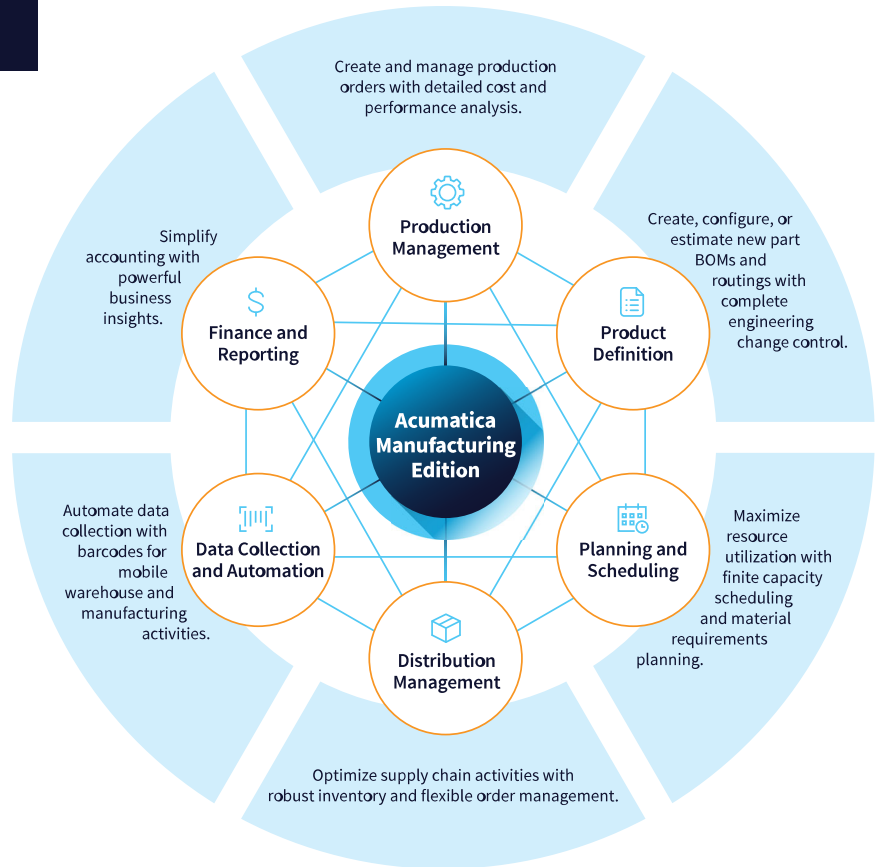 Create and manage production
orders with detailed cost and
performance analysis.
Production
Management
Create, configure, or
estimate new part
BOMs and
routings with
complete
engineering
change control.
Product
Definition
Simplify
accounting with
powerful
business
insights.
Finance and
Reporting
Acumatica
Manufacturing
Edition
Automate data
collection with
barcodes for
mobile
warehouse and
manufacturing
activities.
Data Collection
and Automation
Planning and
Scheduling
Maximize
resource
utilization with
finite capacity
scheduling
and material
requirements
planning.
Distribution
Management
Optimize supply chain activities with
robust inventory and flexible order management.